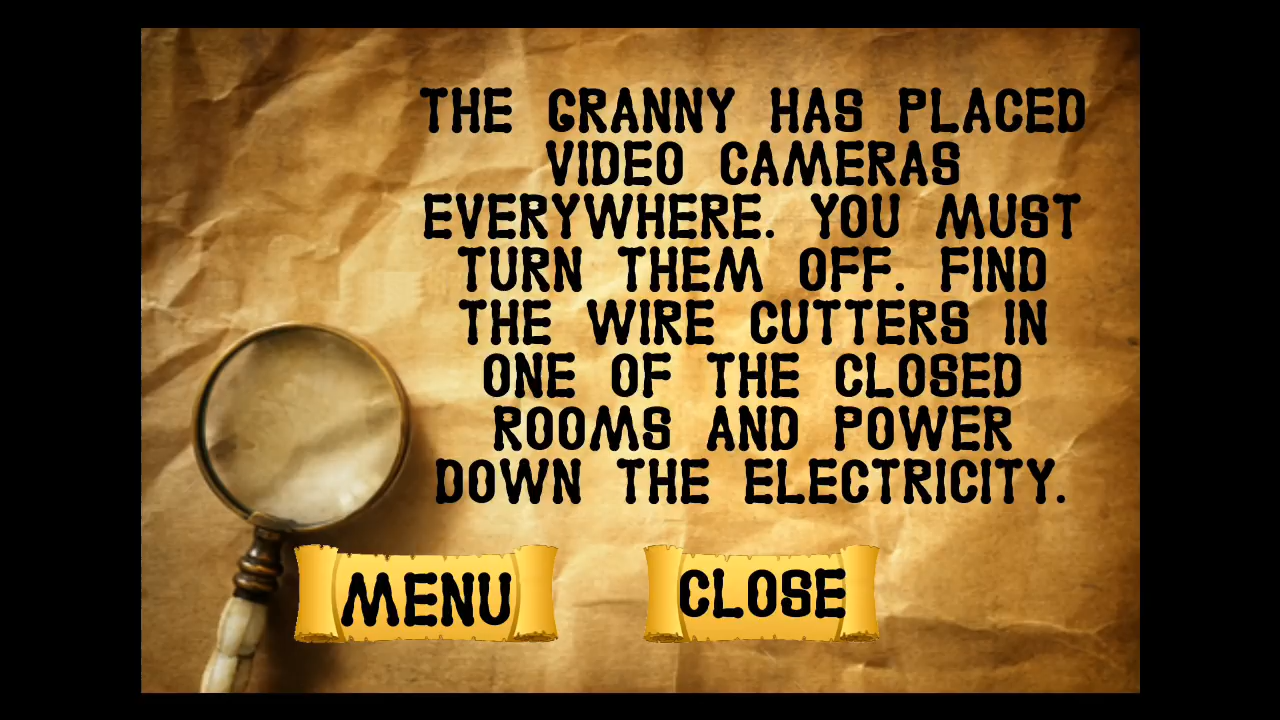 THE GRANNY HAS PLACED
VIDEO CAMERAS
EVERYWHERE. YOU MUST
TURN THEM OFF. FIND
THE WIRE CUTTERS IN
ONE OF THE CLOSED
ROOMS AND POWER
DOWN THE ELECTRICITY.
MENU
CLOSE